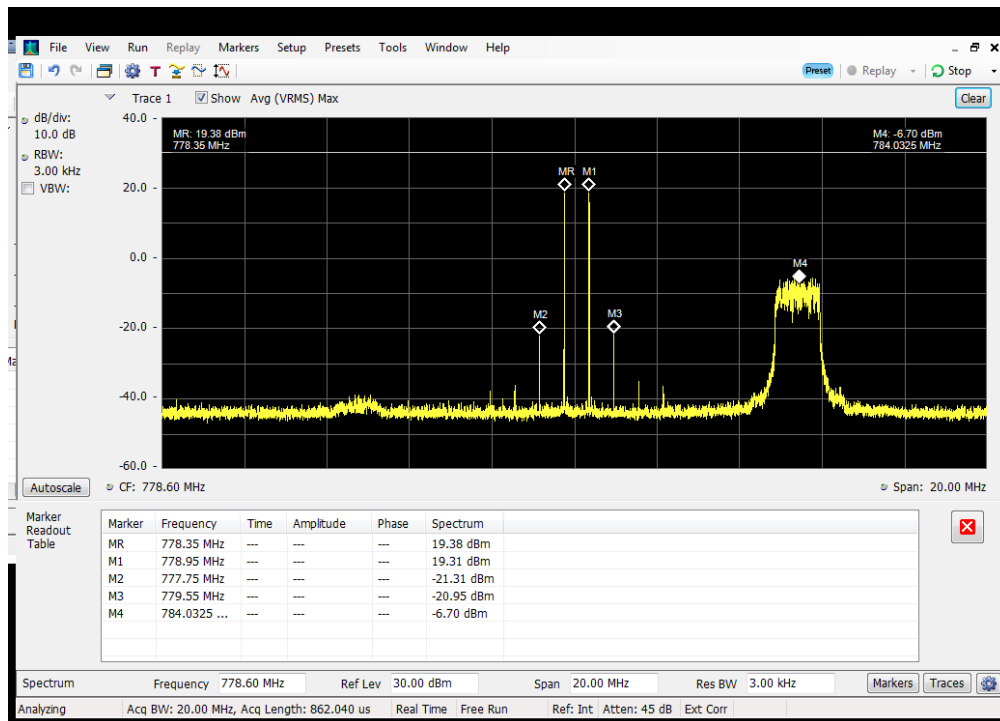 File View Run Replay Markers Setup Presets Tools Window Help
T Preset Replay Stop
Trace 1 Show Avg (VRMS) Max Clear
dB/div:
10.0 dB
RBW:
3.00 kHz
VBW:
40.0
20.0
0.0
-20.0
-40.0
-60.0
MR: 19.38 dBm
778.35 MHz
M4: -6.70 dBm
784.0325 MHz
MR M1
M4
M2 M3
Autoscale CF: 778.60 MHz Span: 20.00 MHz
Marker
Readout
Table
Marker Frequency Time Amplitude Phase Spectrum
MR 778.35 MHz --- --- --- 19.38 dBm
M1 778.95 MHz --- --- --- 19.31 dBm
M2 777.75 MHz --- --- --- -21.31 dBm
M3 779.55 MHz --- --- --- -20.95 dBm
M4 784.0325 ... --- --- --- -6.70 dBm
Spectrum Frequency 778.60 MHz Ref Lev 30.00 dBm Span 20.00 MHz Res BW 3.00 kHz Markers Traces
Analyzing Acq BW: 20.00 MHz, Acq Length: 862.040 us Real Time Free Run Ref: Int Atten: 45 dB Ext Corr